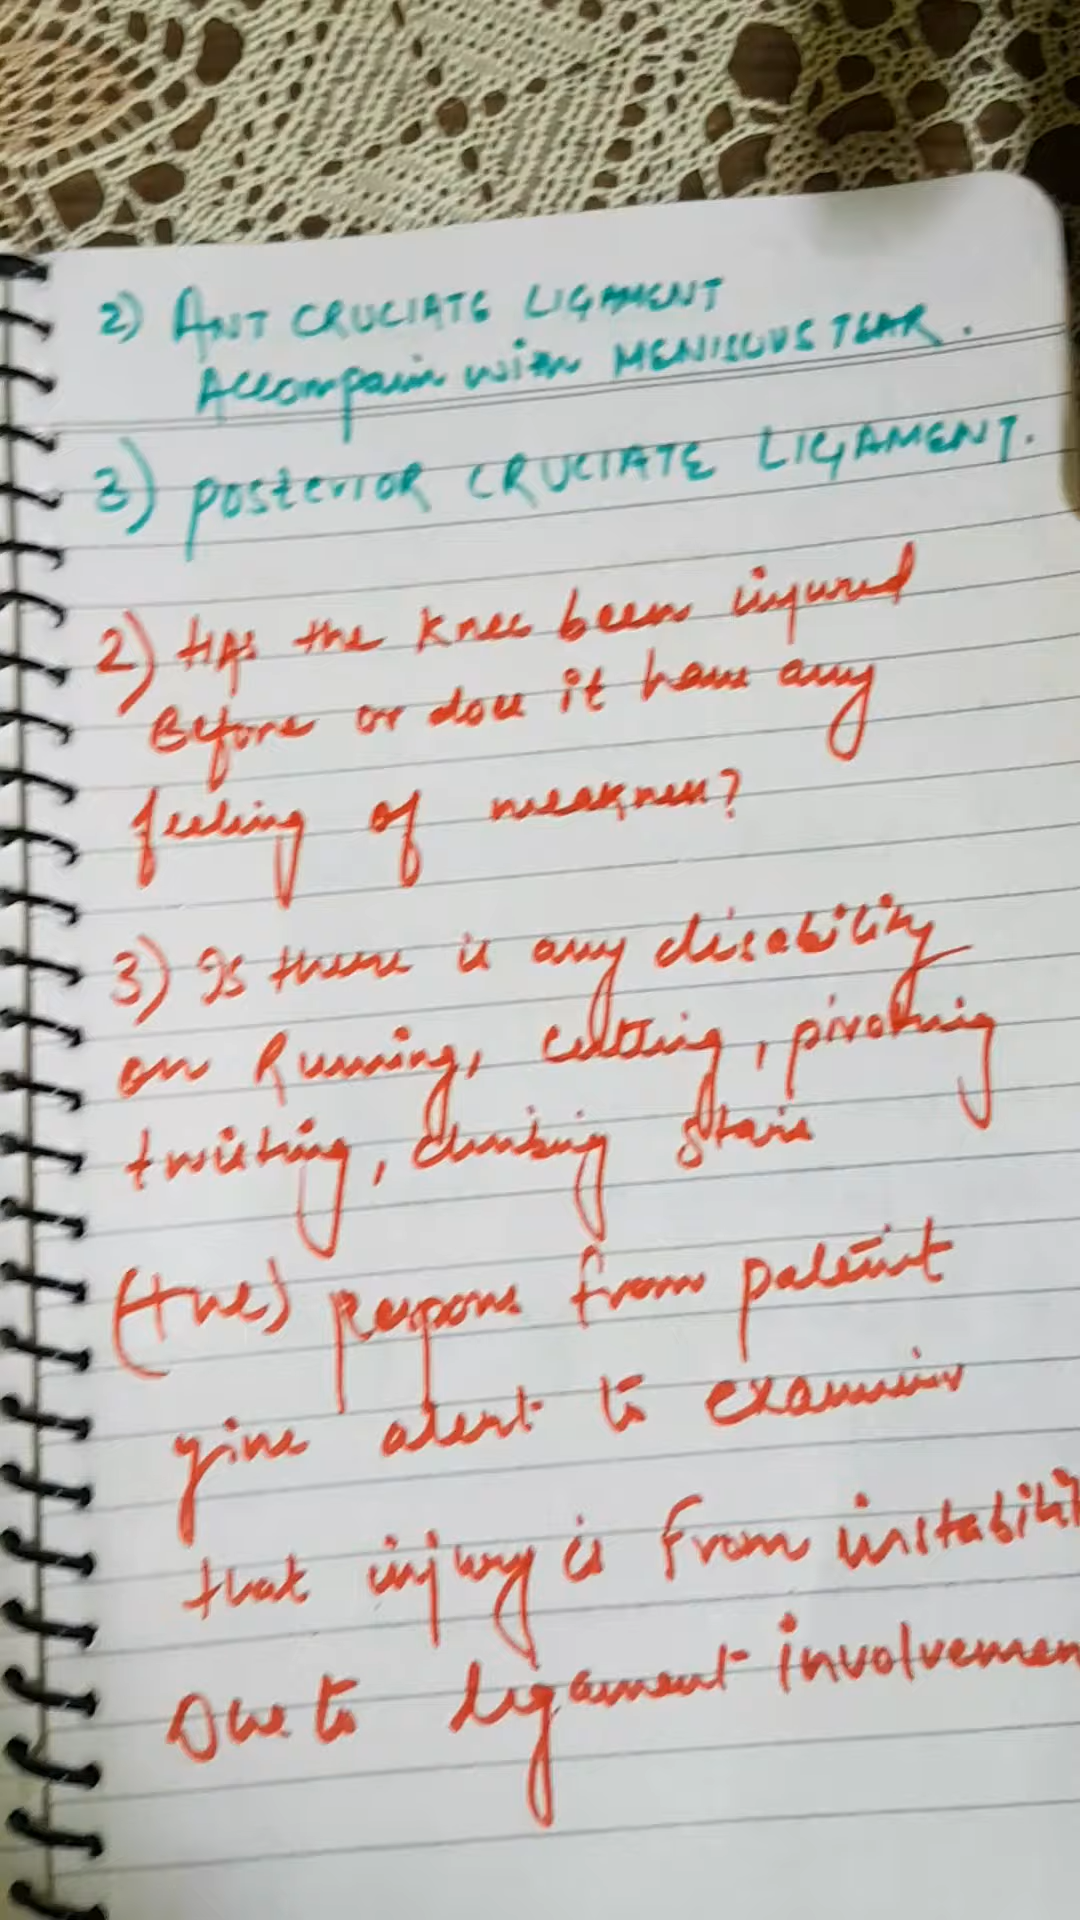 2) ANT CRUCIATE LIGAMENT
Accompain with MENISCUS TEAR.
3) POSTERIOR CRUCIATE LIGAMENT.
2) HAs the knee been injured
Before or does it have any
feeling of weakness?
3) Is there is any disability
on Running, cutting, pivoting
twisting, climbing stairs
(+ve) Respons from patient
give alert to examiner
that injury is from instabili
Due to ligament involvemen